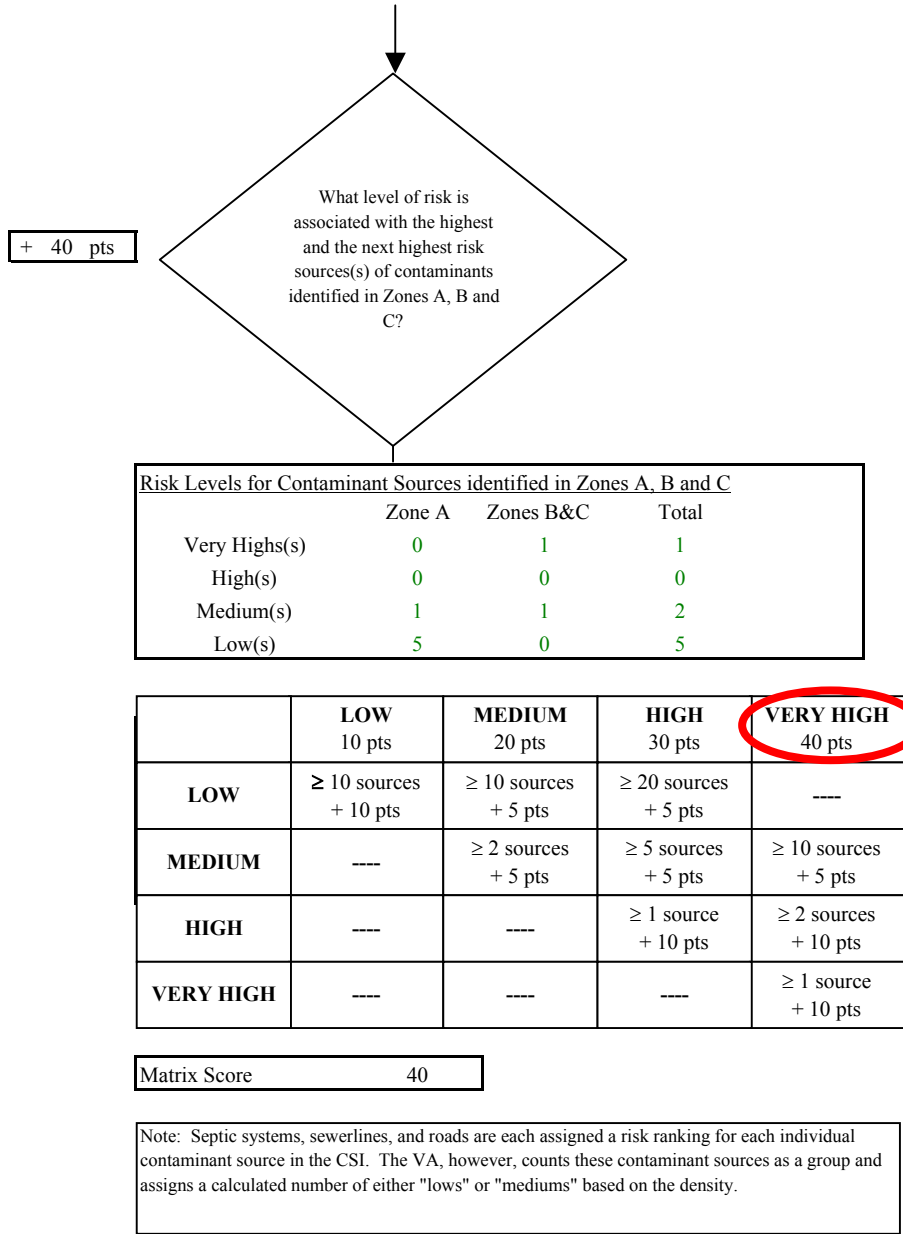 What level of risk is
associated with the highest
and the next highest risk
sources(s) of contaminants
identified in Zones A, B and
C?
+ 40 pts
Risk Levels for Contaminant Sources identified in Zones A, B and C
Zone A Zones B&C Total
Very Highs(s) 0 1 1
High(s) 0 0 0
Medium(s) 1 1 2
Low(s) 5 0 5
LOW MEDIUM HIGH VERY HIGH
10 pts 20 pts 30 pts 40 pts
LOW ≥ 10 sources ≥ 10 sources ≥ 20 sources ----
+ 10 pts + 5 pts + 5 pts
MEDIUM ---- ≥ 2 sources ≥ 5 sources ≥ 10 sources
+ 5 pts + 5 pts + 5 pts
HIGH ---- ---- ≥ 1 source ≥ 2 sources
+ 10 pts + 10 pts
VERY HIGH ---- ---- ---- ≥ 1 source
+ 10 pts
Matrix Score 40
Note: Septic systems, sewerlines, and roads are each assigned a risk ranking for each individual
contaminant source in the CSI. The VA, however, counts these contaminant sources as a group and
assigns a calculated number of either "lows" or "mediums" based on the density.